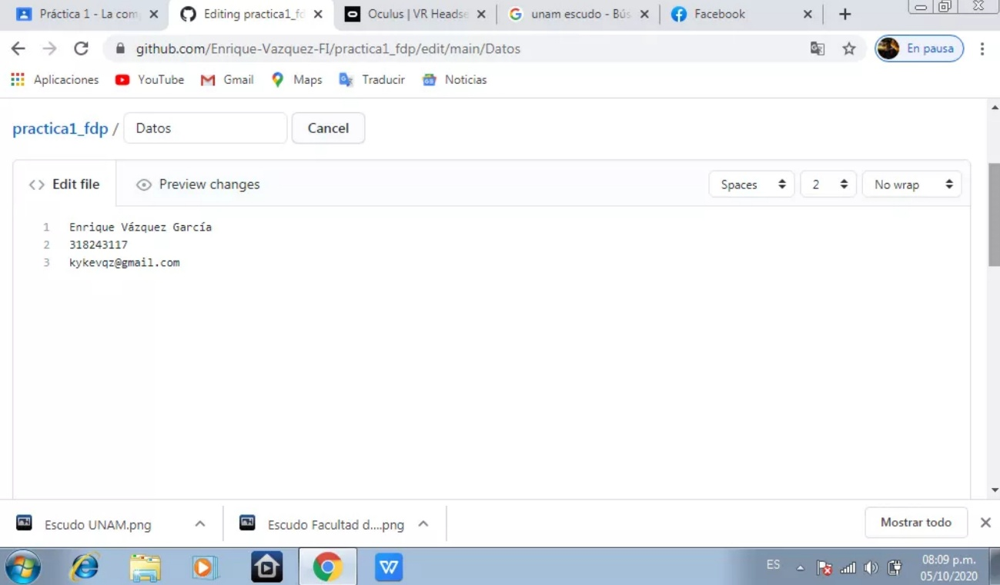 Práctica 1 - La com
Editing practica1_fd
Oculus | VR Headse
unam escudo - Bús
Facebook
github.com/Enrique-Vazquez-FI/practica1_fdp/edit/main/Datos
En pausa
Aplicaciones
YouTube
Gmail
Maps
Traducir
Noticias
practica1_fdp / Datos
Cancel
<> Edit file
Preview changes
Spaces
2
No wrap
1 Enrique Vázquez García
2 318243117
3 kykevqz@gmail.com
Escudo UNAM.png
Escudo Facultad d....png
Mostrar todo
ES
08:09 p.m.
05/10/2020